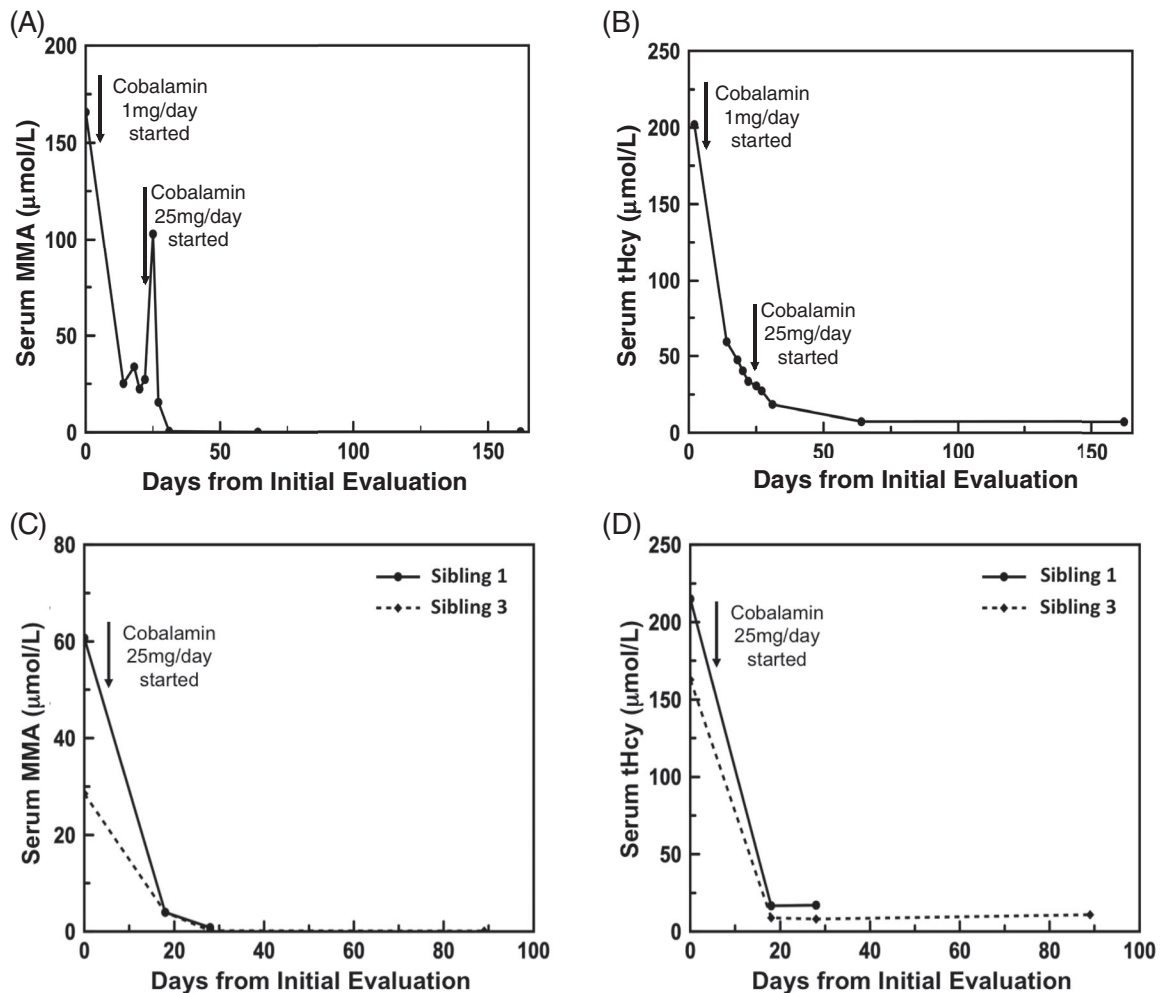 (A)
200
150
100
50
0
0
50
100
150
Serum MMA (μmol/L)
Cobalamin
1mg/day
started
Cobalamin
25mg/day
started
Days from Initial Evaluation
(B)
250
200
150
100
50
0
0
50
100
150
Serum tHcy (μmol/L)
Cobalamin
1mg/day
started
Cobalamin
25mg/day
started
Days from Initial Evaluation
(C)
80
60
40
20
0
0
20
40
60
80
100
Serum MMA (μmol/L)
Sibling 1
Sibling 3
Cobalamin
25mg/day
started
Days from Initial Evaluation
(D)
250
200
150
100
50
0
0
20
40
60
80
100
Serum tHcy (μmol/L)
Sibling 1
Sibling 3
Cobalamin
25mg/day
started
Days from Initial Evaluation